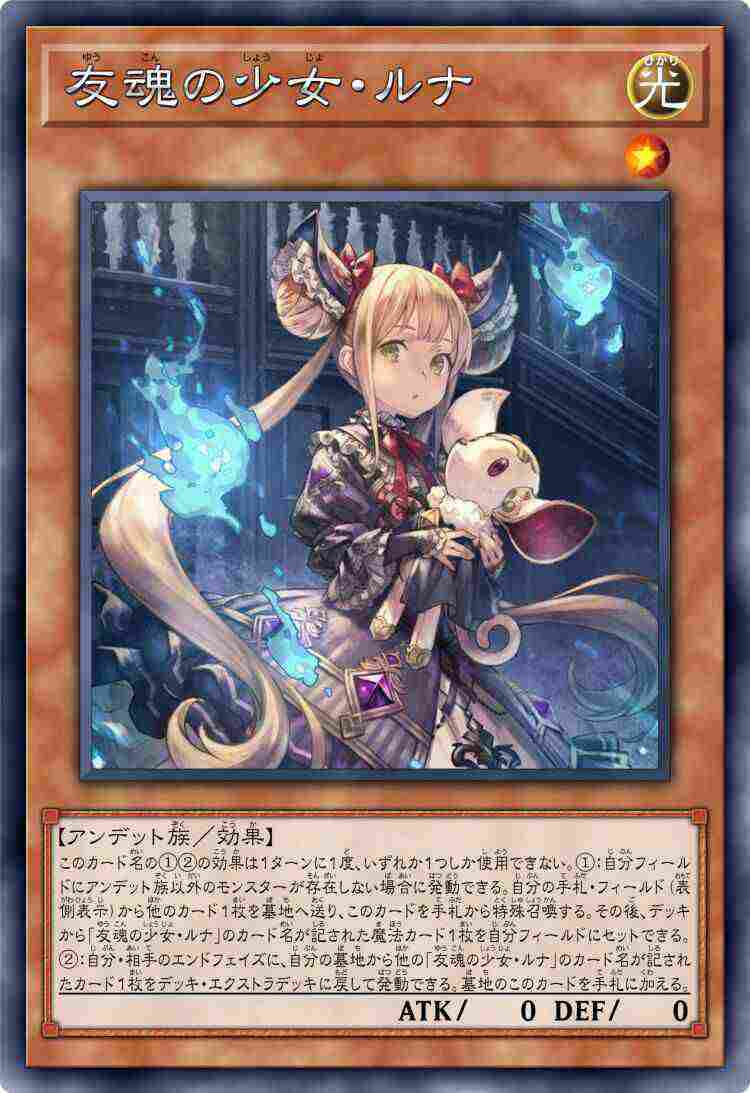 友魂の少女・ルナ
光
【アンデット族／効果】
このカード名の①②の効果は1ターンに1度、いずれか1つしか使用できない。①：自分フィール
ドにアンデット族以外のモンスターが存在しない場合に発動できる。自分の手札・フィールド（表
側表示）から他のカード1枚を墓地へ送り、このカードを手札から特殊召喚する。その後、デッキ
から「友魂の少女・ルナ」のカード名が記された魔法カード1枚を自分フィールドにセットできる。
②：自分・相手のエンドフェイズに、自分の墓地から他の「友魂の少女・ルナ」のカード名が記され
たカード1枚をデッキ・エクストラデッキに戻して発動できる。墓地のこのカードを手札に加える。
ATK/ 0 DEF/ 0